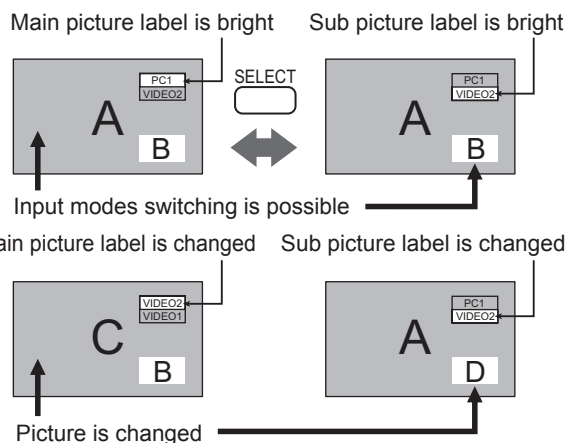 Main picture label is bright
Sub picture label is bright
PC1
VIDEO2
A
B
SELECT
PC1
VIDEO2
A
B
Input modes switching is possible
ain picture label is changed
Sub picture label is changed
VIDEO2
VIDEO1
C
B
PC1
VIDEO2
A
D
Picture is changed